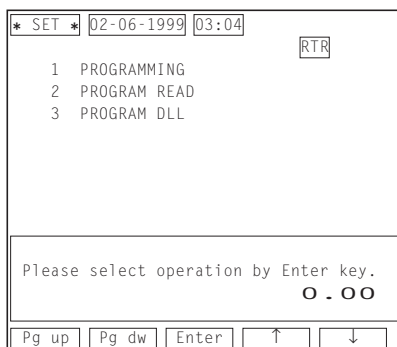 * SET * 02-06-1999 03:04
RTR
1 PROGRAMMING
2 PROGRAM READ
3 PROGRAM DLL
Please select operation by Enter key.
0.00
Pg up Pg dw Enter ↑ ↓